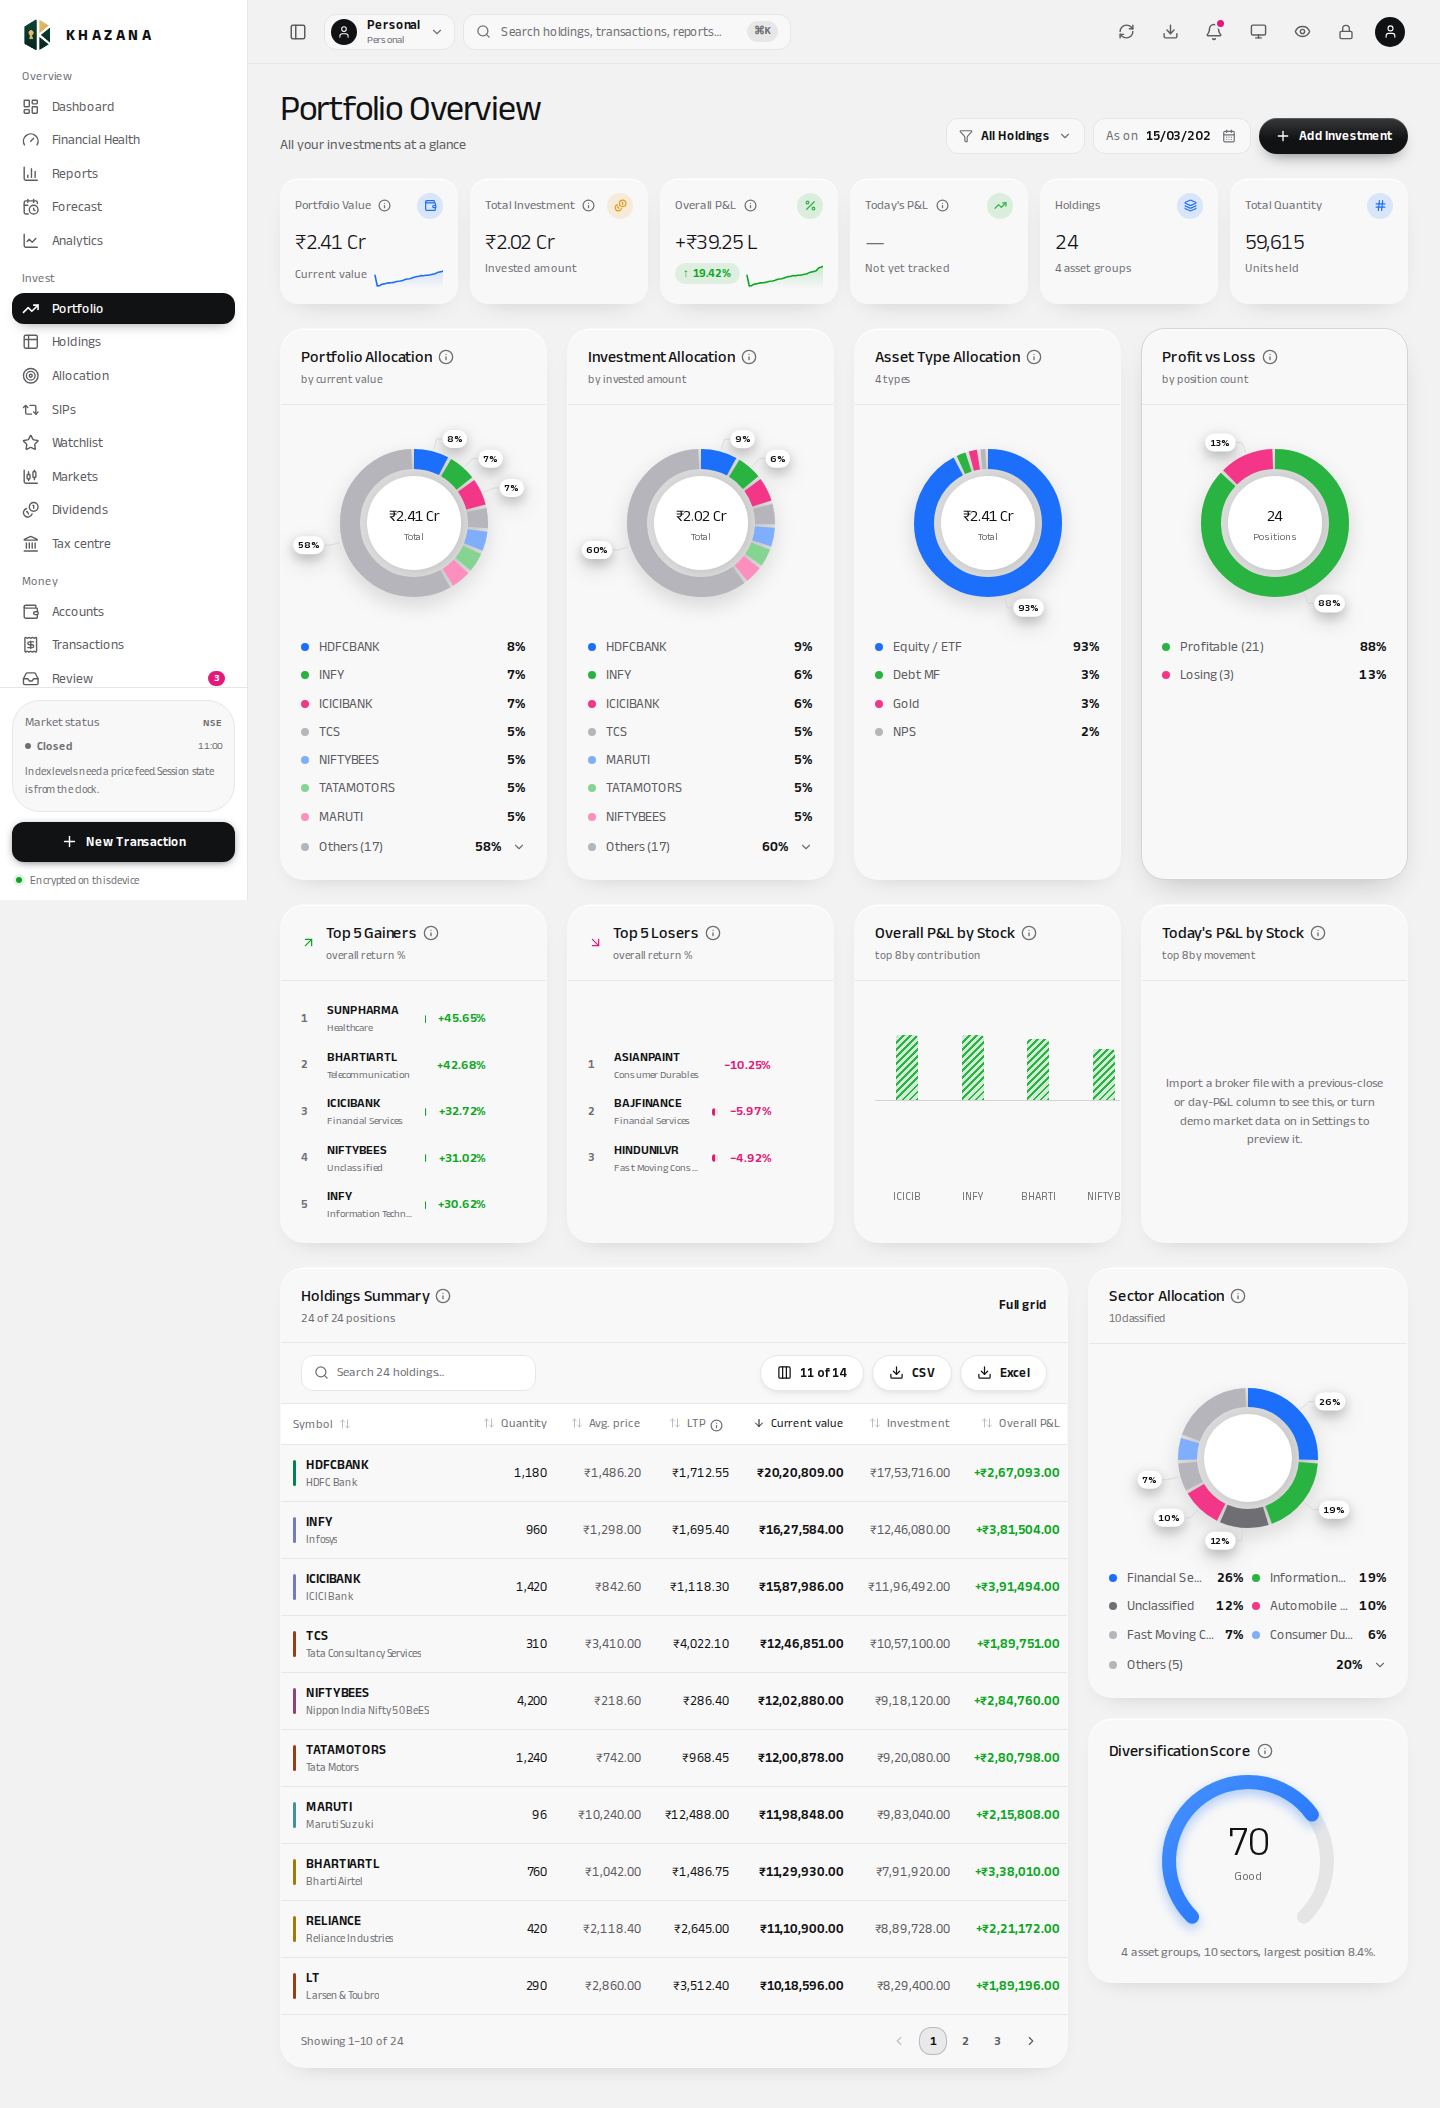 KHAZANA
Overview
Dashboard
Financial Health
Reports
Forecast
Analytics
Invest
Portfolio
Holdings
Allocation
SIPs
Watchlist
Markets
Dividends
Tax centre
Money
Accounts
Transactions
Review 3
Market status NSE
Closed 11:00
Index levels need a price feed. Session state
is from the clock.
New Transaction
Encrypted on this device
Personal
Personal
Search holdings, transactions, reports... ⌘K
Portfolio Overview
All your investments at a glance
All Holdings
As on 15/03/202
Add Investment
Portfolio Value
₹2.41 Cr
Current value
Total Investment
₹2.02 Cr
Invested amount
Overall P&L
+₹39.25 L
↑ 19.42%
Today's P&L
—
Not yet tracked
Holdings
24
4 asset groups
Total Quantity
59,615
Units held
Portfolio Allocation
by current value
8%
7%
7%
58%
₹2.41 Cr
Total
HDFCBANK 8%
INFY 7%
ICICIBANK 7%
TCS 5%
NIFTYBEES 5%
TATAMOTORS 5%
MARUTI 5%
Others (17) 58%
Investment Allocation
by invested amount
9%
6%
60%
₹2.02 Cr
Total
HDFCBANK 9%
INFY 6%
ICICIBANK 6%
TCS 5%
MARUTI 5%
TATAMOTORS 5%
NIFTYBEES 5%
Others (17) 60%
Asset Type Allocation
4 types
₹2.41 Cr
Total
93%
Equity / ETF 93%
Debt MF 3%
Gold 3%
NPS 2%
Profit vs Loss
by position count
13%
24
Positions
88%
Profitable (21) 88%
Losing (3) 13%
Top 5 Gainers
overall return %
1 SUNPHARMA +45.65%
Healthcare
2 BHARTIARTL +42.68%
Telecommunication
3 ICICIBANK +32.72%
Financial Services
4 NIFTYBEES +31.02%
Unclassified
5 INFY +30.62%
Information Techn...
Top 5 Losers
overall return %
1 ASIANPAINT −10.25%
Consumer Durables
2 BAJFINANCE −5.97%
Financial Services
3 HINDUNILVR −4.92%
Fast Moving Cons...
Overall P&L by Stock
top 8 by contribution
ICICIB INFY BHARTI NIFTYB
Today's P&L by Stock
top 8 by movement
Import a broker file with a previous-close
or day-P&L column to see this, or turn
demo market data on in Settings to
preview it.
Holdings Summary
24 of 24 positions
Full grid
Search 24 holdings...
11 of 14
CSV
Excel
Symbol Quantity Avg. price LTP Current value Investment Overall P&L
HDFCBANK 1,180 ₹1,486.20 ₹1,712.55 ₹20,20,809.00 ₹17,53,716.00 +₹2,67,093.00
HDFC Bank
INFY 960 ₹1,298.00 ₹1,695.40 ₹16,27,584.00 ₹12,46,080.00 +₹3,81,504.00
Infosys
ICICIBANK 1,420 ₹842.60 ₹1,118.30 ₹15,87,986.00 ₹11,96,492.00 +₹3,91,494.00
ICICI Bank
TCS 310 ₹3,410.00 ₹4,022.10 ₹12,46,851.00 ₹10,57,100.00 +₹1,89,751.00
Tata Consultancy Services
NIFTYBEES 4,200 ₹218.60 ₹286.40 ₹12,02,880.00 ₹9,18,120.00 +₹2,84,760.00
Nippon India Nifty 50 BeES
TATAMOTORS 1,240 ₹742.00 ₹968.45 ₹12,00,878.00 ₹9,20,080.00 +₹2,80,798.00
Tata Motors
MARUTI 96 ₹10,240.00 ₹12,488.00 ₹11,98,848.00 ₹9,83,040.00 +₹2,15,808.00
Maruti Suzuki
BHARTIARTL 760 ₹1,042.00 ₹1,486.75 ₹11,29,930.00 ₹7,91,920.00 +₹3,38,010.00
Bharti Airtel
RELIANCE 420 ₹2,118.40 ₹2,645.00 ₹11,10,900.00 ₹8,89,728.00 +₹2,21,172.00
Reliance Industries
LT 290 ₹2,860.00 ₹3,512.40 ₹10,18,596.00 ₹8,29,400.00 +₹1,89,196.00
Larsen & Toubro
Showing 1–10 of 24
1 2 3
Sector Allocation
10 classified
26%
7%
19%
10%
12%
Financial Se... 26% Information... 19%
Unclassified 12% Automobile ... 10%
Fast Moving C... 7% Consumer Du... 6%
Others (5) 20%
Diversification Score
70
Good
4 asset groups, 10 sectors, largest position 8.4%.